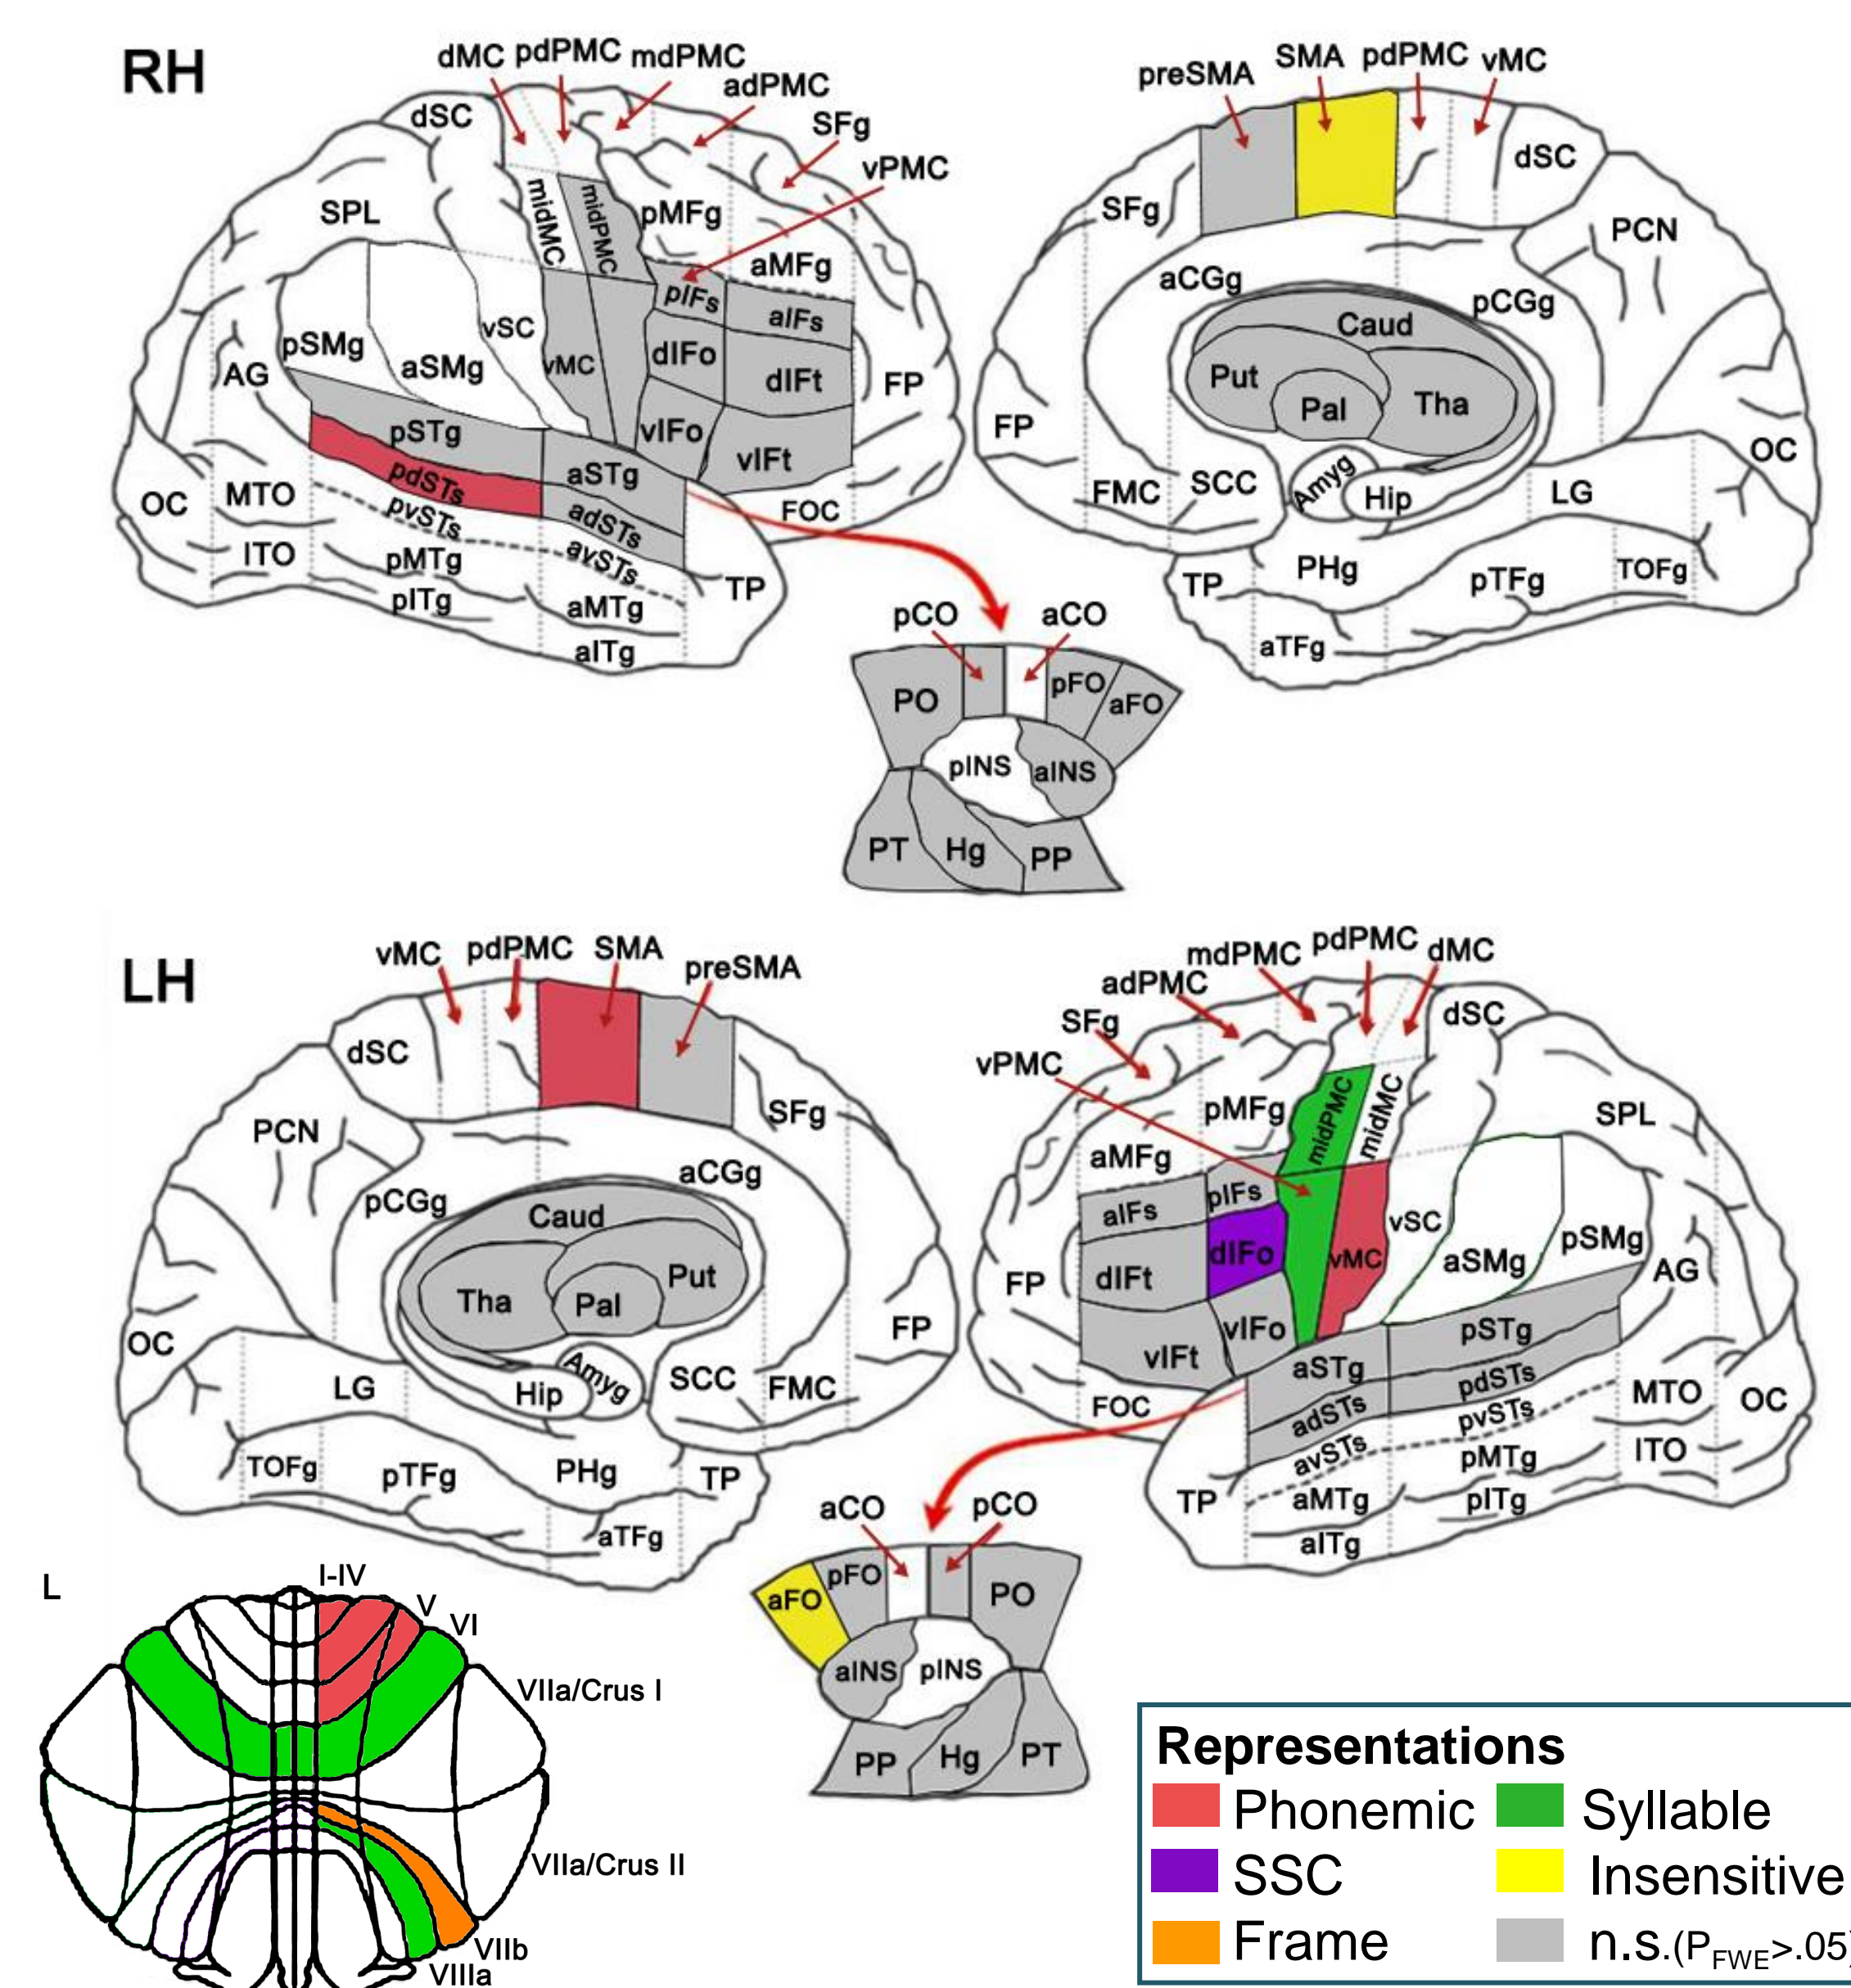 RH
dMC pdPMC mdPMC
adPMC
SFg
vPMC
dSC
SPL
midMC
midPMC
pMFg
aMFg
pIFs
aIFs
pSMg
vSC
aSMg
vMC
dIFo
dIFt
AG
FP
pSTg
vIFo
vIFt
aSTg
pdSTs
adSTs
OC
MTO
pvSTs
FOC
ITO
pMTg
avSTs
TP
pITg
aMTg
aITg
preSMA
SMA
pdPMC
vMC
dSC
SFg
PCN
aCGg
pCGg
Caud
Put
Pal
Tha
FP
OC
FMC
SCC
Amyg
Hip
LG
TP
PHg
pTFg
TOFg
aTFg
pCO
aCO
PO
pFO
aFO
pINS
aINS
PT
Hg
PP
LH
vMC
pdPMC
SMA
preSMA
dSC
PCN
SFg
aCGg
pCGg
Caud
Tha
Pal
Put
OC
FP
LG
Hip
Amyg
SCC
FMC
TOFg
pTFg
PHg
TP
aTFg
mdPMC
pdPMC
dMC
adPMC
SFg
vPMC
dSC
pMFg
midPMC
midMC
SPL
aMFg
aIFs
pIFs
vSC
pSMg
dIFo
vMC
aSMg
AG
FP
dIFt
vIFo
vIFt
pSTg
aSTg
pdSTs
MTO
OC
FOC
adSTs
pvSTs
avSTs
pMTg
ITO
TP
aMTg
pITg
aITg
aCO
pCO
aFO
pFO
PO
aINS
pINS
PP
Hg
PT
L
I-IV
V
VI
VIIa/Crus I
VIIa/Crus II
VIIb
VIIIa
Representations
Phonemic Syllable
SSC Insensitive
Frame n.s.(PFWE>.05)